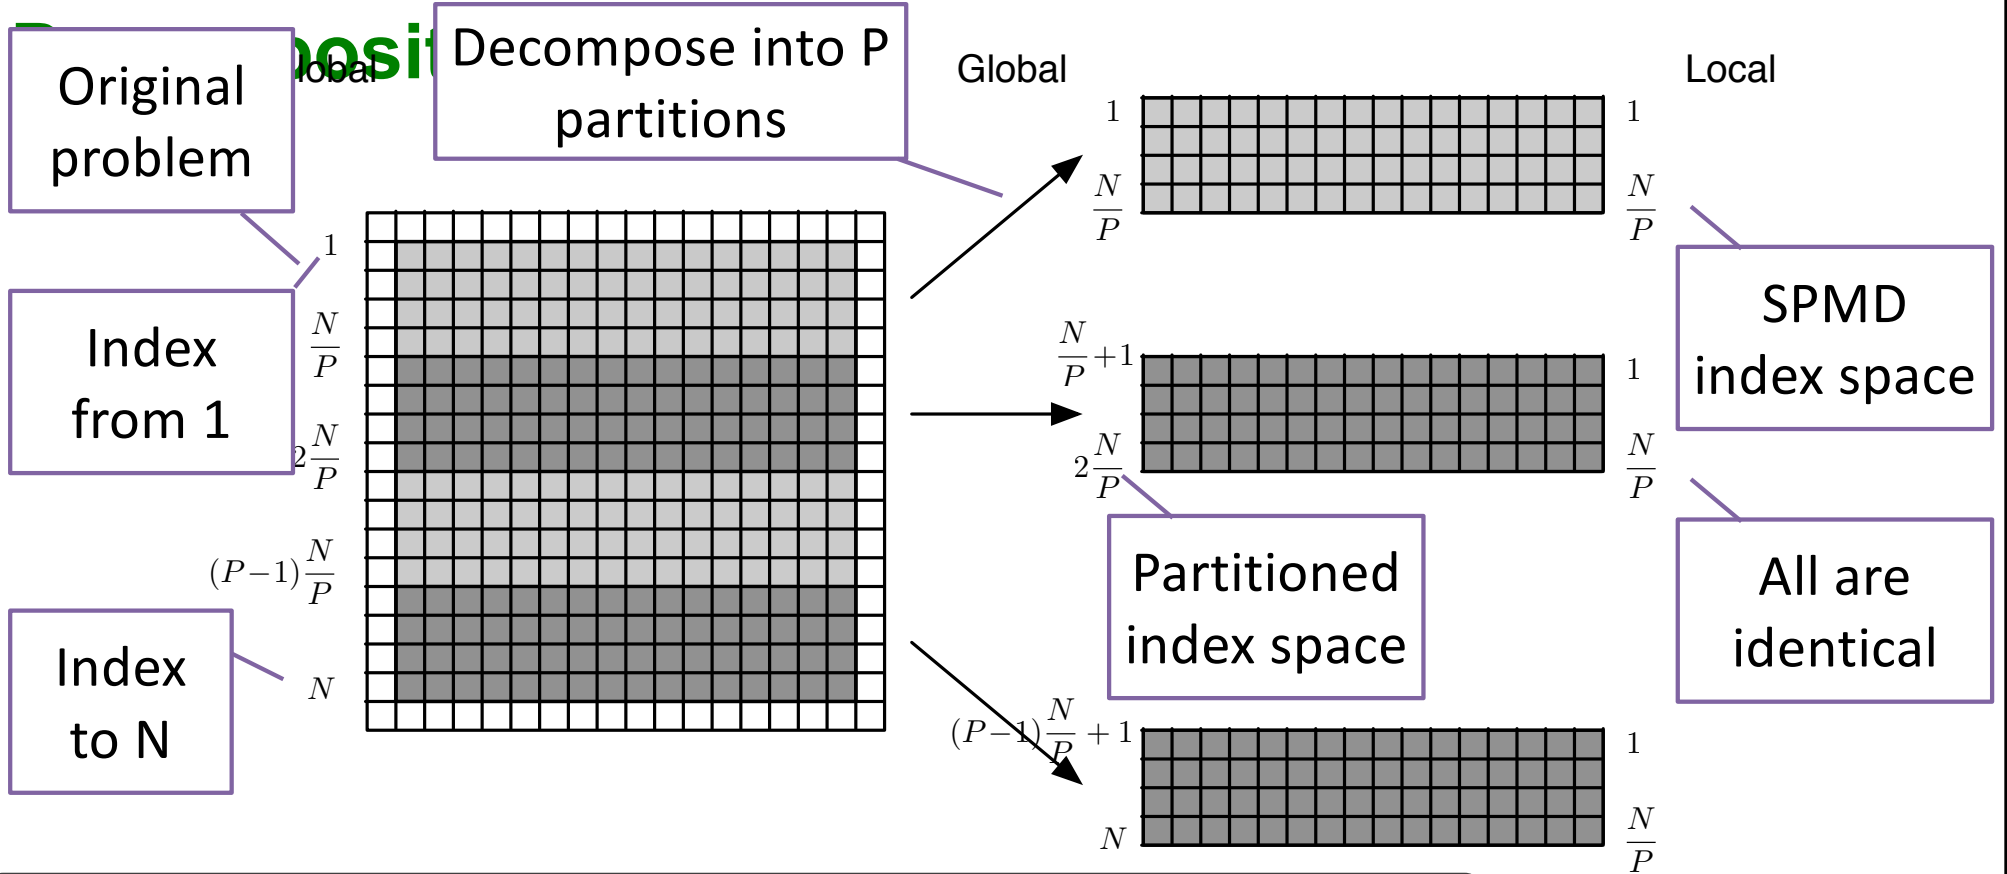 Original
problem
Decompose into P
partitions
Global
Local
1
N/P
1
N/P
1
N/P
2N/P
(P−1)N/P
N
Index
from 1
Index
to N
N/P+1
2N/P
1
N/P
SPMD
index space
Partitioned
index space
All are
identical
(P−1)N/P + 1
N
1
N/P